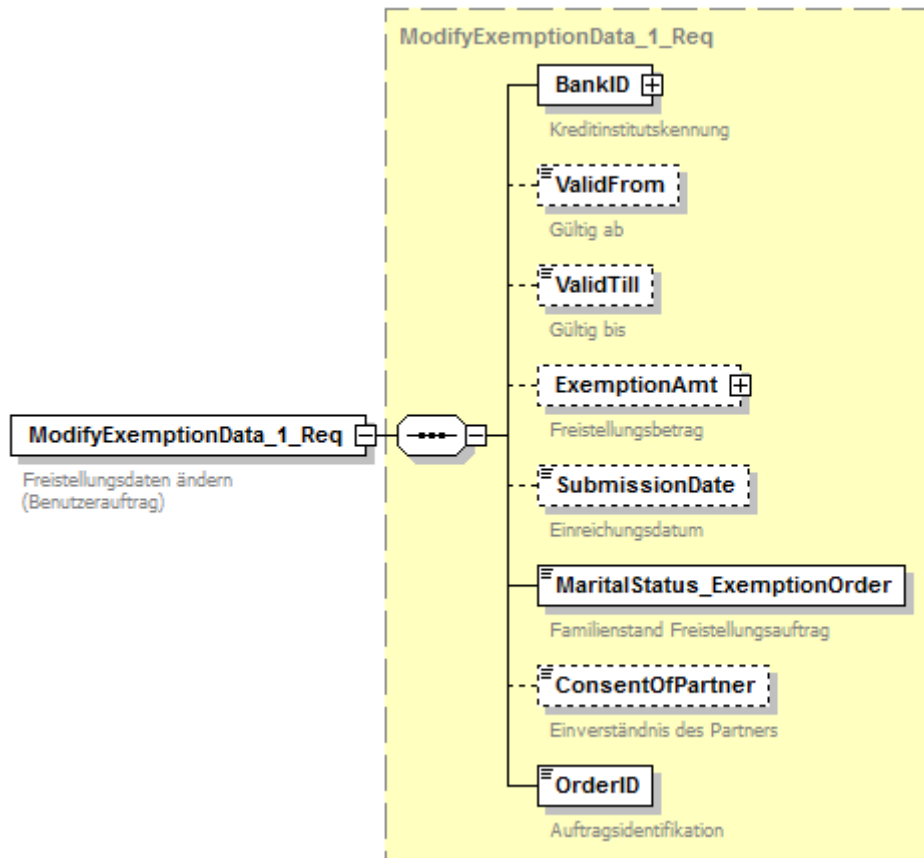 ModifyExemptionData_1_Req
BankID
Kreditinstitutskennung
ValidFrom
Gültig ab
ValidTill
Gültig bis
ExemptionAmt
Freistellungsbetrag
ModifyExemptionData_1_Req
Freistellungsdaten ändern
(Benutzerauftrag)
SubmissionDate
Einreichungsdatum
MaritalStatus_ExemptionOrder
Familienstand Freistellungsauftrag
ConsentOfPartner
Einverständnis des Partners
OrderID
Auftragsidentifikation